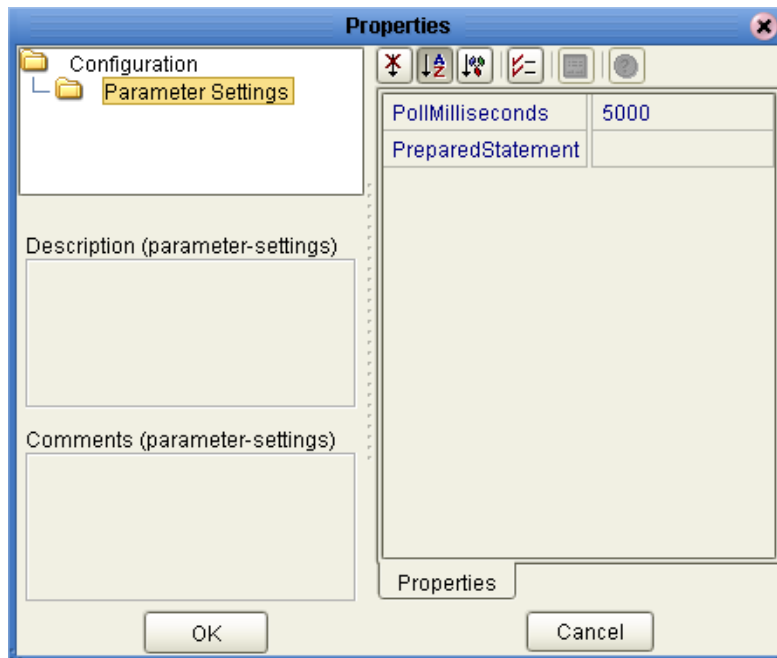 Properties
Configuration
Parameter Settings
Description (parameter-settings)
Comments (parameter-settings)
PollMilliseconds 5000
PreparedStatement
Properties
OK
Cancel